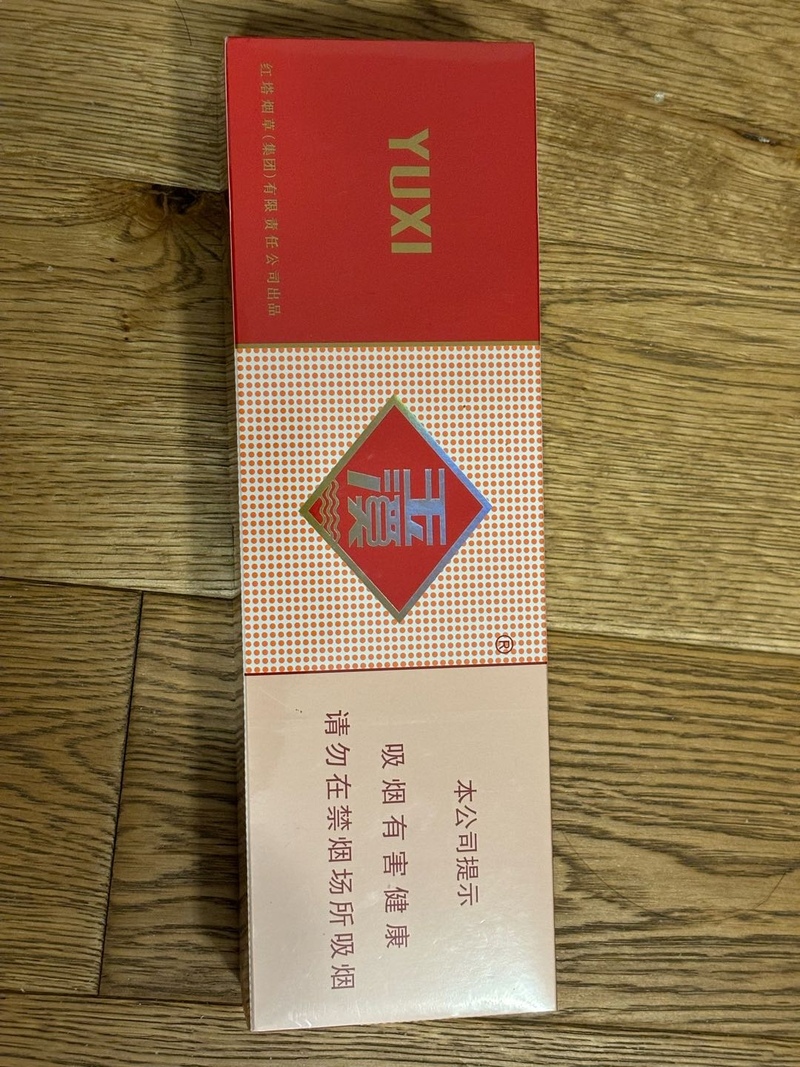 YUXI
红塔烟草(集团)有限责任公司出品
玉溪
®
本公司提示
吸烟有害健康
请勿在禁烟场所吸烟